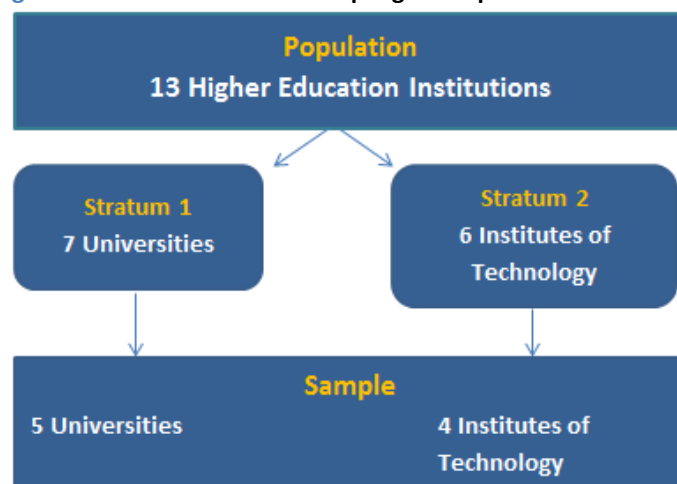 Population
13 Higher Education Institutions
Stratum 1
7 Universities
Stratum 2
6 Institutes of
Technology
Sample
5 Universities
4 Institutes of
Technology